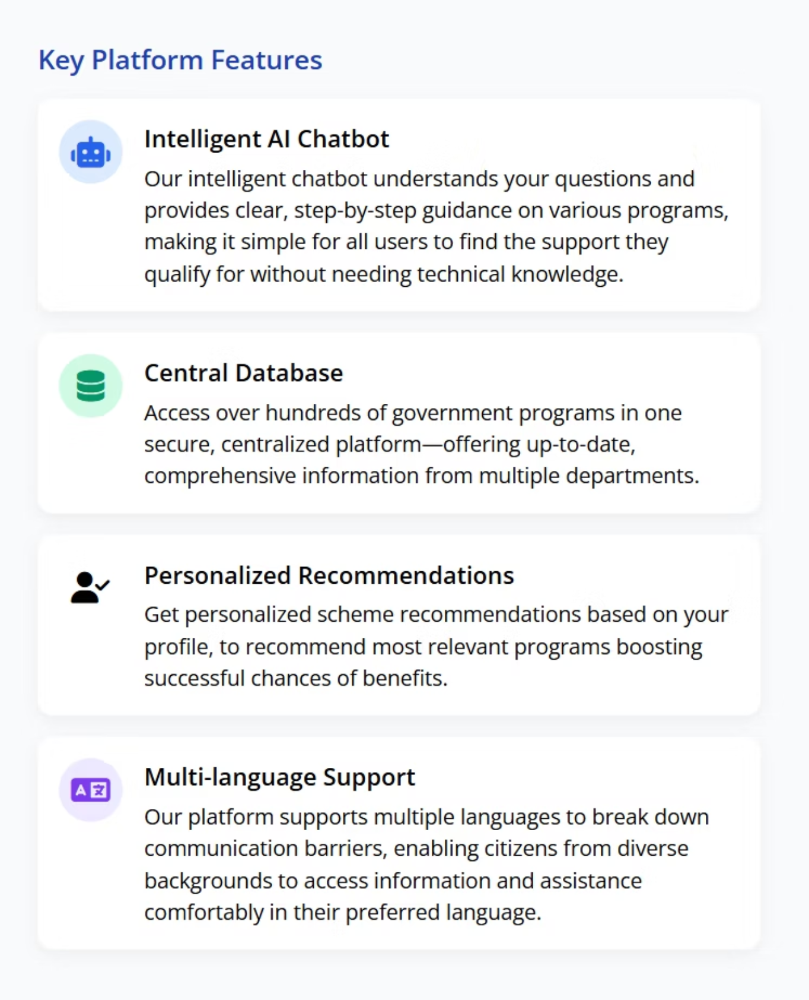 Key Platform Features
Intelligent AI Chatbot
Our intelligent chatbot understands your questions and
provides clear, step-by-step guidance on various programs,
making it simple for all users to find the support they
qualify for without needing technical knowledge.
Central Database
Access over hundreds of government programs in one
secure, centralized platform—offering up-to-date,
comprehensive information from multiple departments.
Personalized Recommendations
Get personalized scheme recommendations based on your
profile, to recommend most relevant programs boosting
successful chances of benefits.
A 文
Multi-language Support
Our platform supports multiple languages to break down
communication barriers, enabling citizens from diverse
backgrounds to access information and assistance
comfortably in their preferred language.